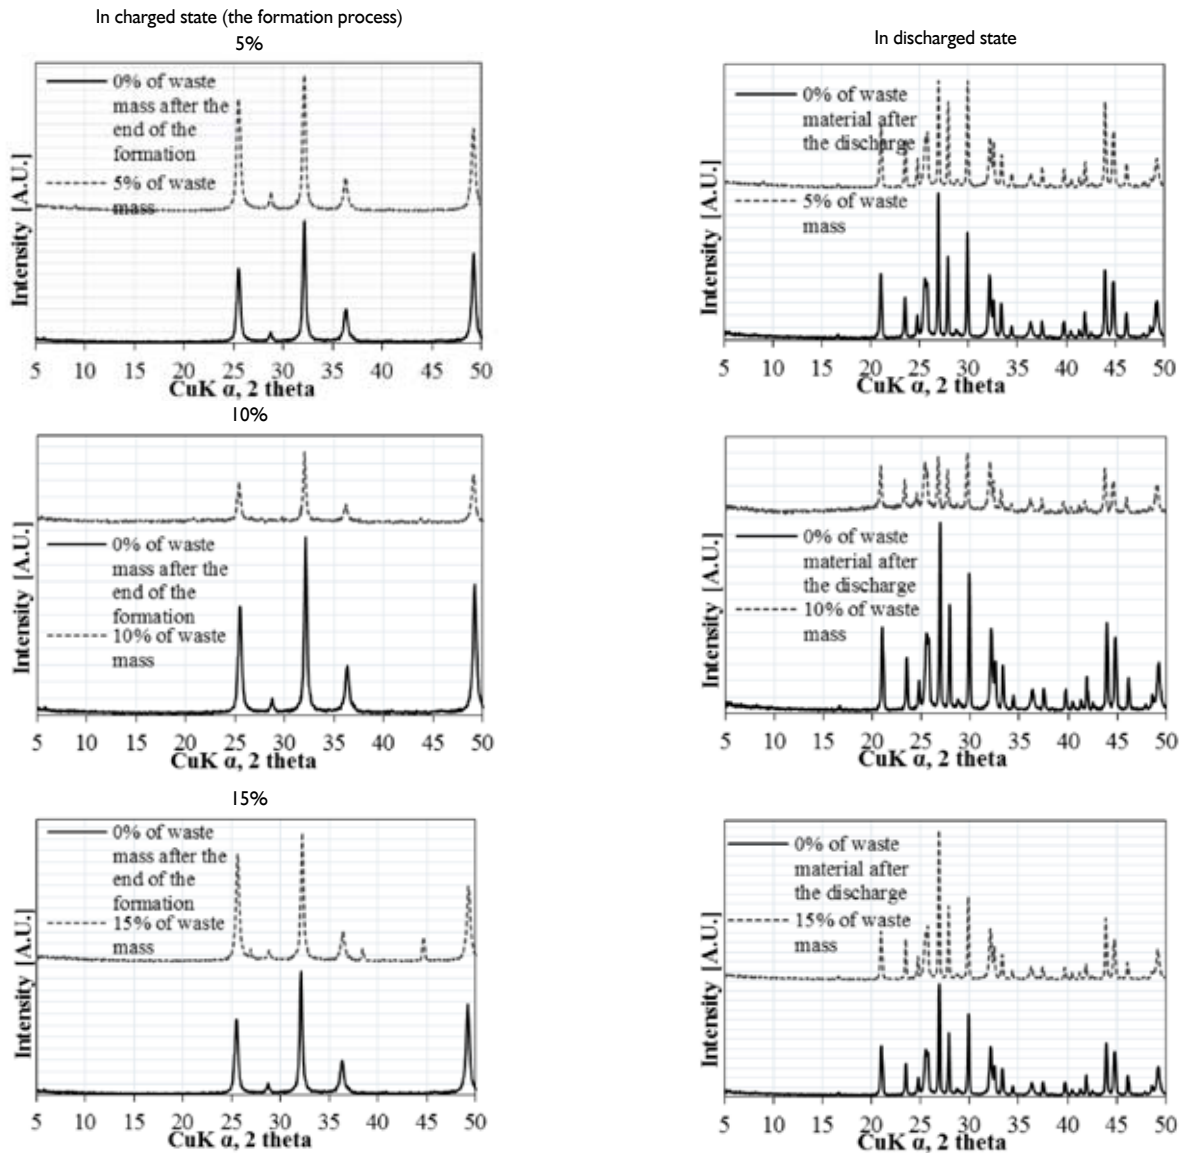 In charged state (the formation process)
5%
0% of waste
mass after the
end of the
formation
5% of waste
mass
Intensity [A.U.]
5 10 15 20 25 30 35 40 45 50
CuK α, 2 theta
In discharged state
0% of waste
material after
the discharge
5% of waste
mass
Intensity [A.U.]
5 10 15 20 25 30 35 40 45 50
CuK α, 2 theta
10%
0% of waste
mass after the
end of the
formation
10% of waste
mass
Intensity [A.U.]
5 10 15 20 25 30 35 40 45 50
CuK α, 2 theta
0% of waste
material after
the discharge
10% of waste
mass
Intensity [A.U.]
5 10 15 20 25 30 35 40 45 50
CuK α, 2 theta
15%
0% of waste
mass after the
end of the
formation
15% of waste
mass
Intensity [A.U.]
5 10 15 20 25 30 35 40 45 50
CuK α, 2 theta
0% of waste
material after
the discharge
15% of waste
mass
Intensity [A.U.]
5 10 15 20 25 30 35 40 45 50
CuK α, 2 theta